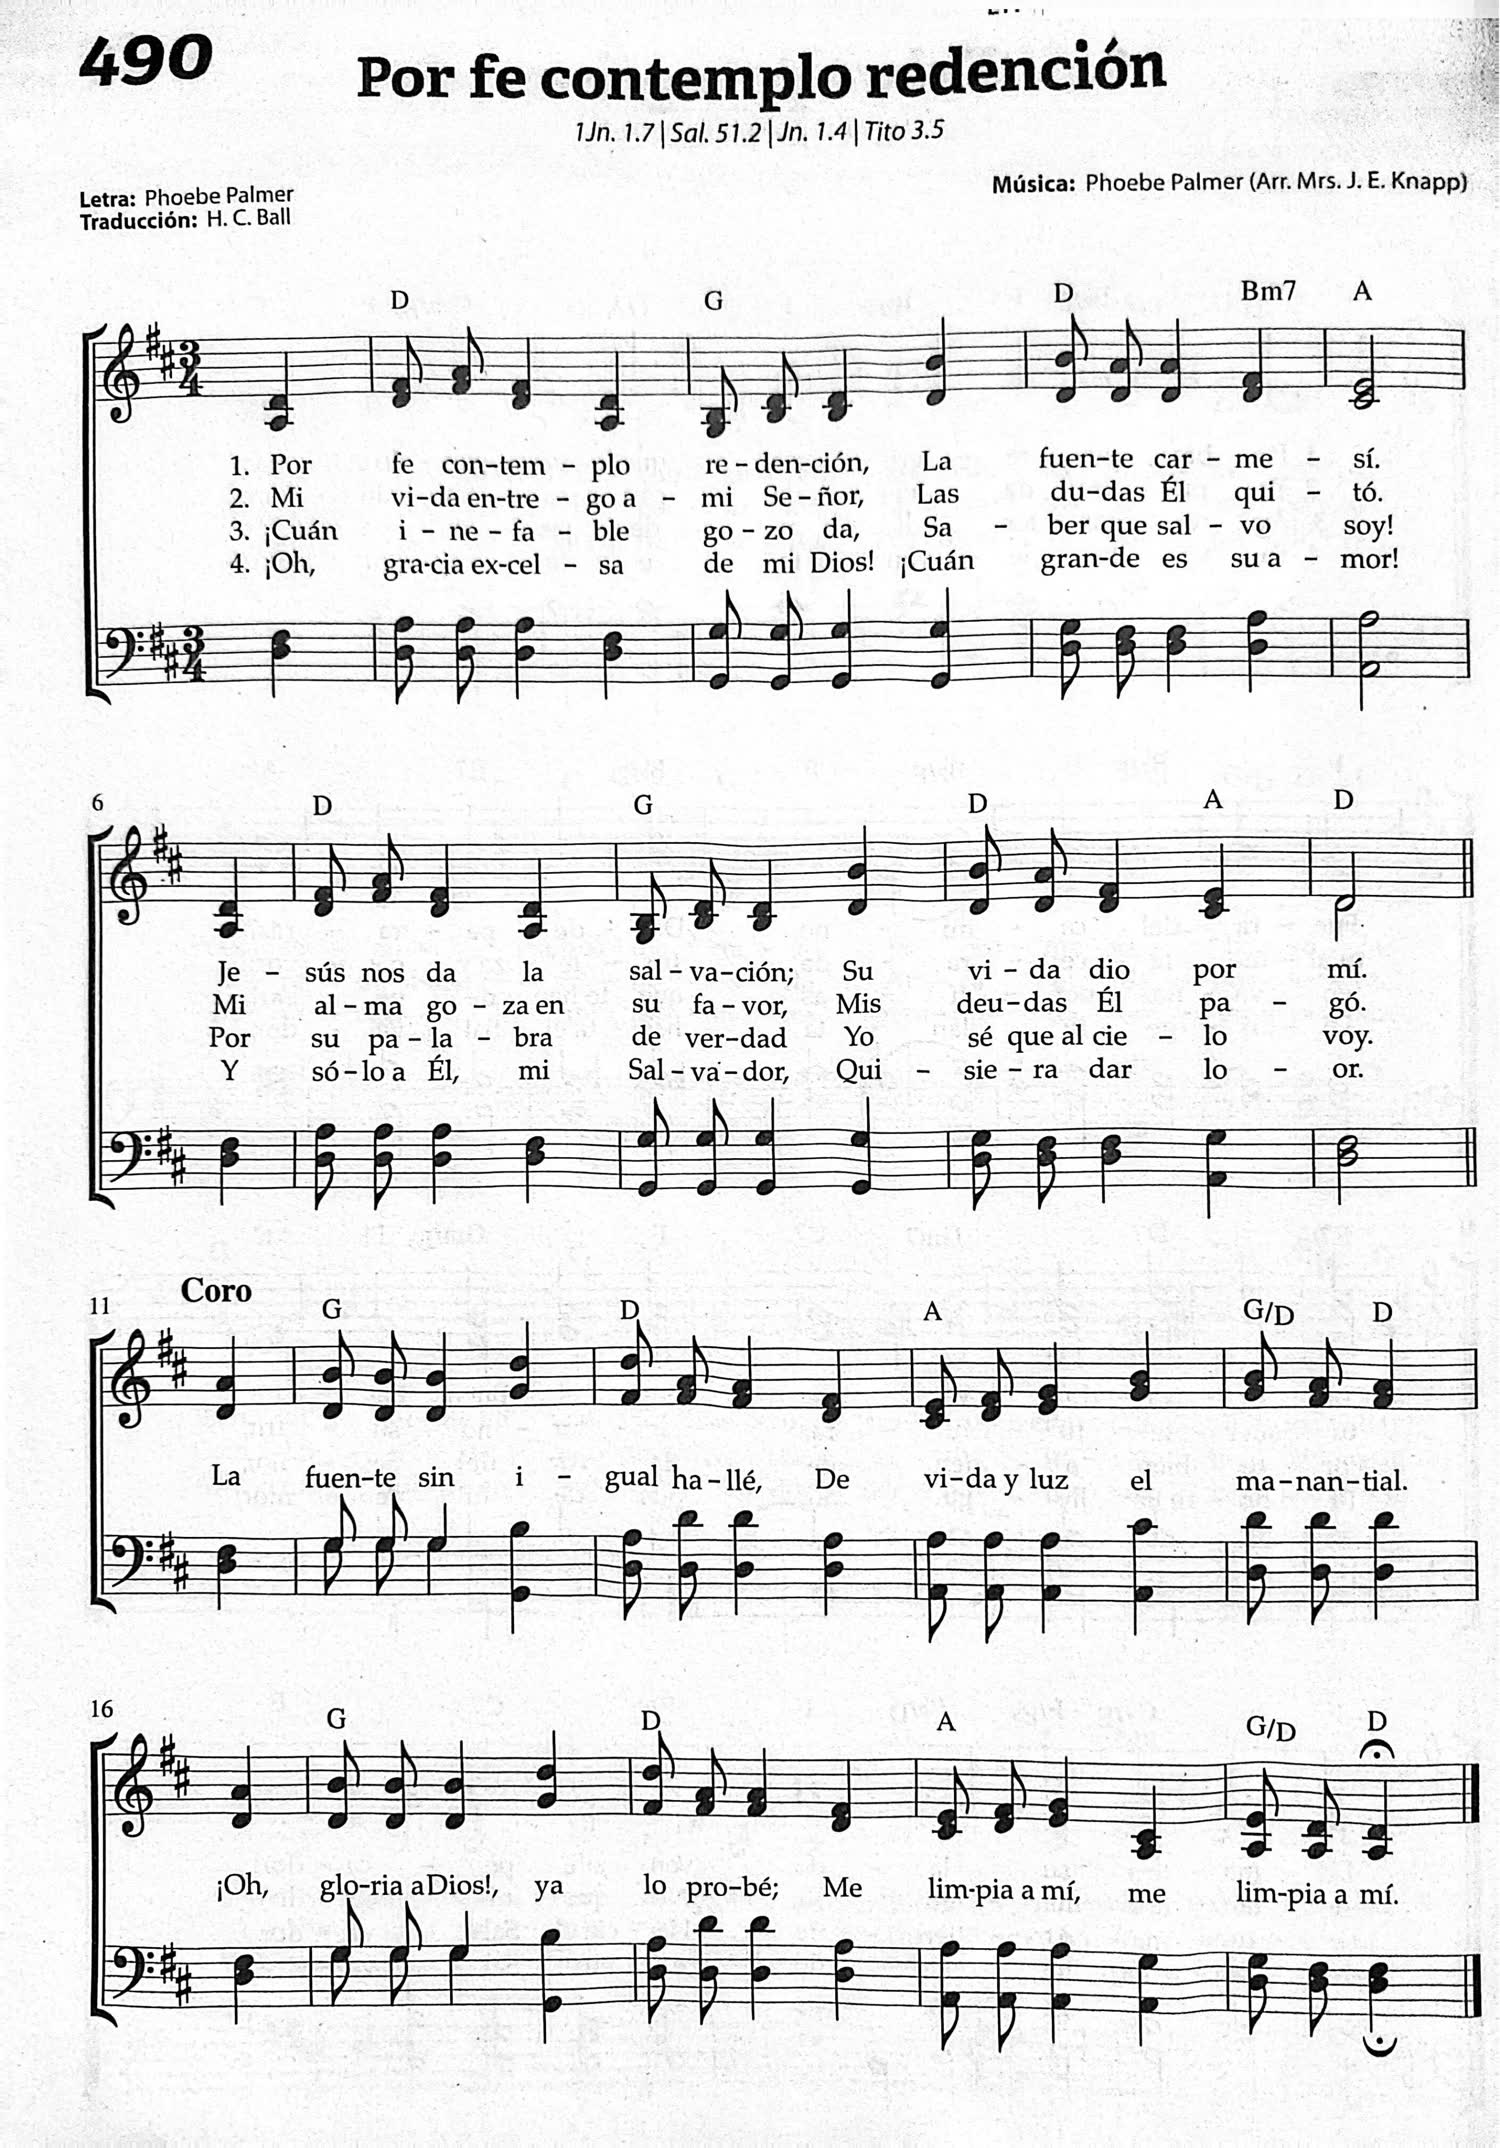 490
Por fe contemplo redención
1Jn. 1.7 | Sal. 51.2 | Jn. 1.4 | Tito 3.5
Letra: Phoebe Palmer
Traducción: H. C. Ball
Música: Phoebe Palmer (Arr. Mrs. J. E. Knapp)
D G D Bm7 A
3
4
1. Por fe con–tem – plo re – den–ción, La fuen–te car – me – sí.
2. Mi vi–da en–tre – go a – mi Se–ñor, Las du–das Él qui – tó.
3. ¡Cuán i – ne – fa – ble go – zo da, Sa – ber que sal – vo soy!
4. ¡Oh, gra-cia ex-cel – sa de mi Dios! ¡Cuán gran-de es su a – mor!
3
4
6
D G D A D
Je – sús nos da la sal – va–ción; Su vi – da dio por mí.
Mi al – ma go – za en su fa – vor, Mis deu–das Él pa – gó.
Por su pa – la – bra de ver–dad Yo sé que al cie – lo voy.
Y só – lo a Él, mi Sal – va – dor, Qui – sie – ra dar lo – or.
Coro
11
G D A G/D D
La fuen–te sin i – gual ha – llé, De vi–da y luz el ma–nan–tial.
16
G D A G/D D
¡Oh, glo–ria a Dios!, ya lo pro–bé; Me lim-pia a mí, me lim–pia a mí.